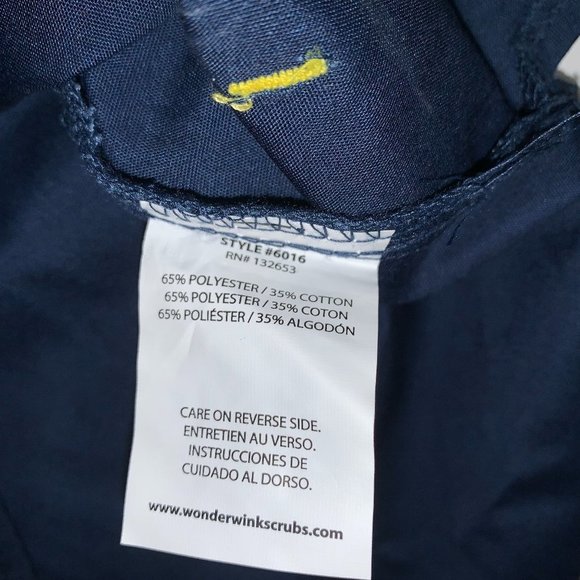 STYLE #6016
RN# 132653
65% POLYESTER / 35% COTTON
65% POLYESTER / 35% COTON
65% POLIÉSTER / 35% ALGODÓN
CARE ON REVERSE SIDE.
ENTRETIEN AU VERSO.
INSTRUCCIONES DE
CUIDADO AL DORSO.
www.wonderwinkscrubs.com